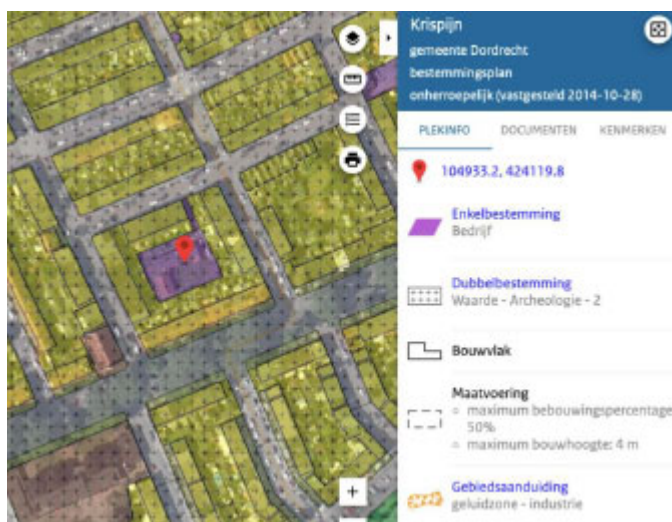 Krispijn
gemeente Dordrecht
bestemmingsplan
onherroepelijk (vastgesteld 2014-10-28)
PLEKINFO DOCUMENTEN KENMERKEN
104933.2, 424119.8
Enkelbestemming
Bedrijf
Dubbelbestemming
Waarde - Archeologie - 2
Bouwvlak
Maatvoering
maximum bebouwingspercentage
50%
maximum bouwhoogte: 4 m
Gebiedsaanduiding
geluidzone - industrie